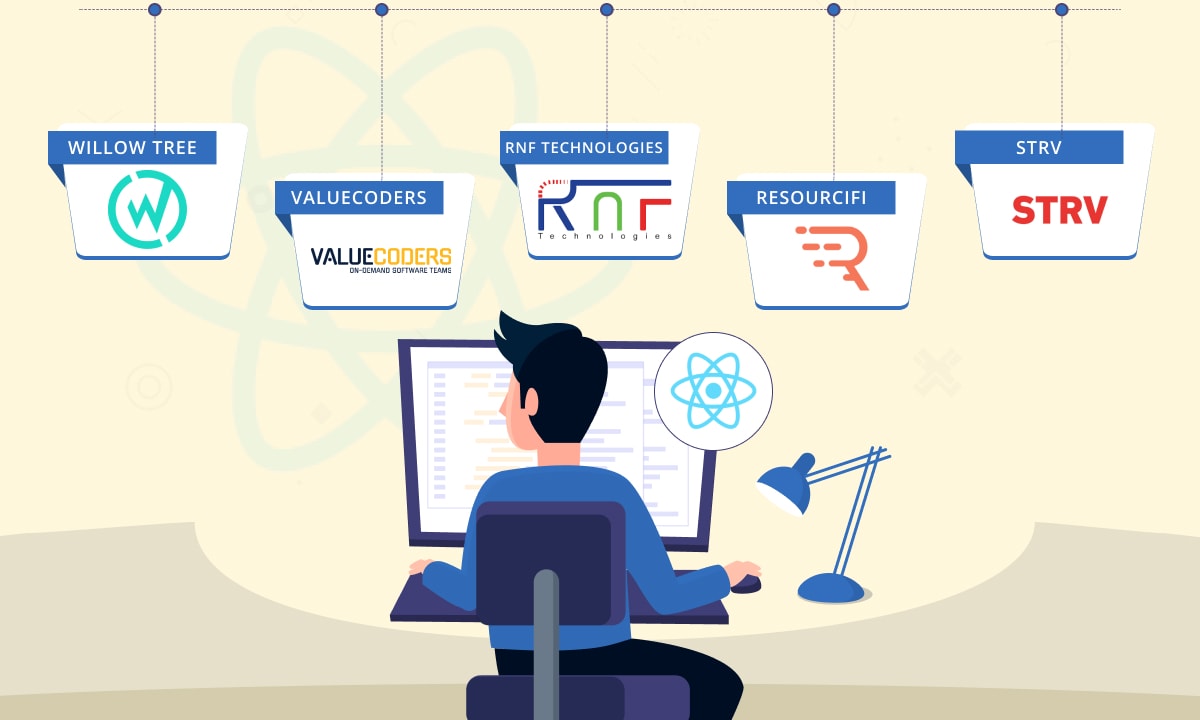 WILLOW TREE
VALUECODERS
VALUECODERS
ON-DEMAND SOFTWARE TEAMS
RNF TECHNOLOGIES
RNF
Technologies
RESOURCIFI
R
STRV
STRV